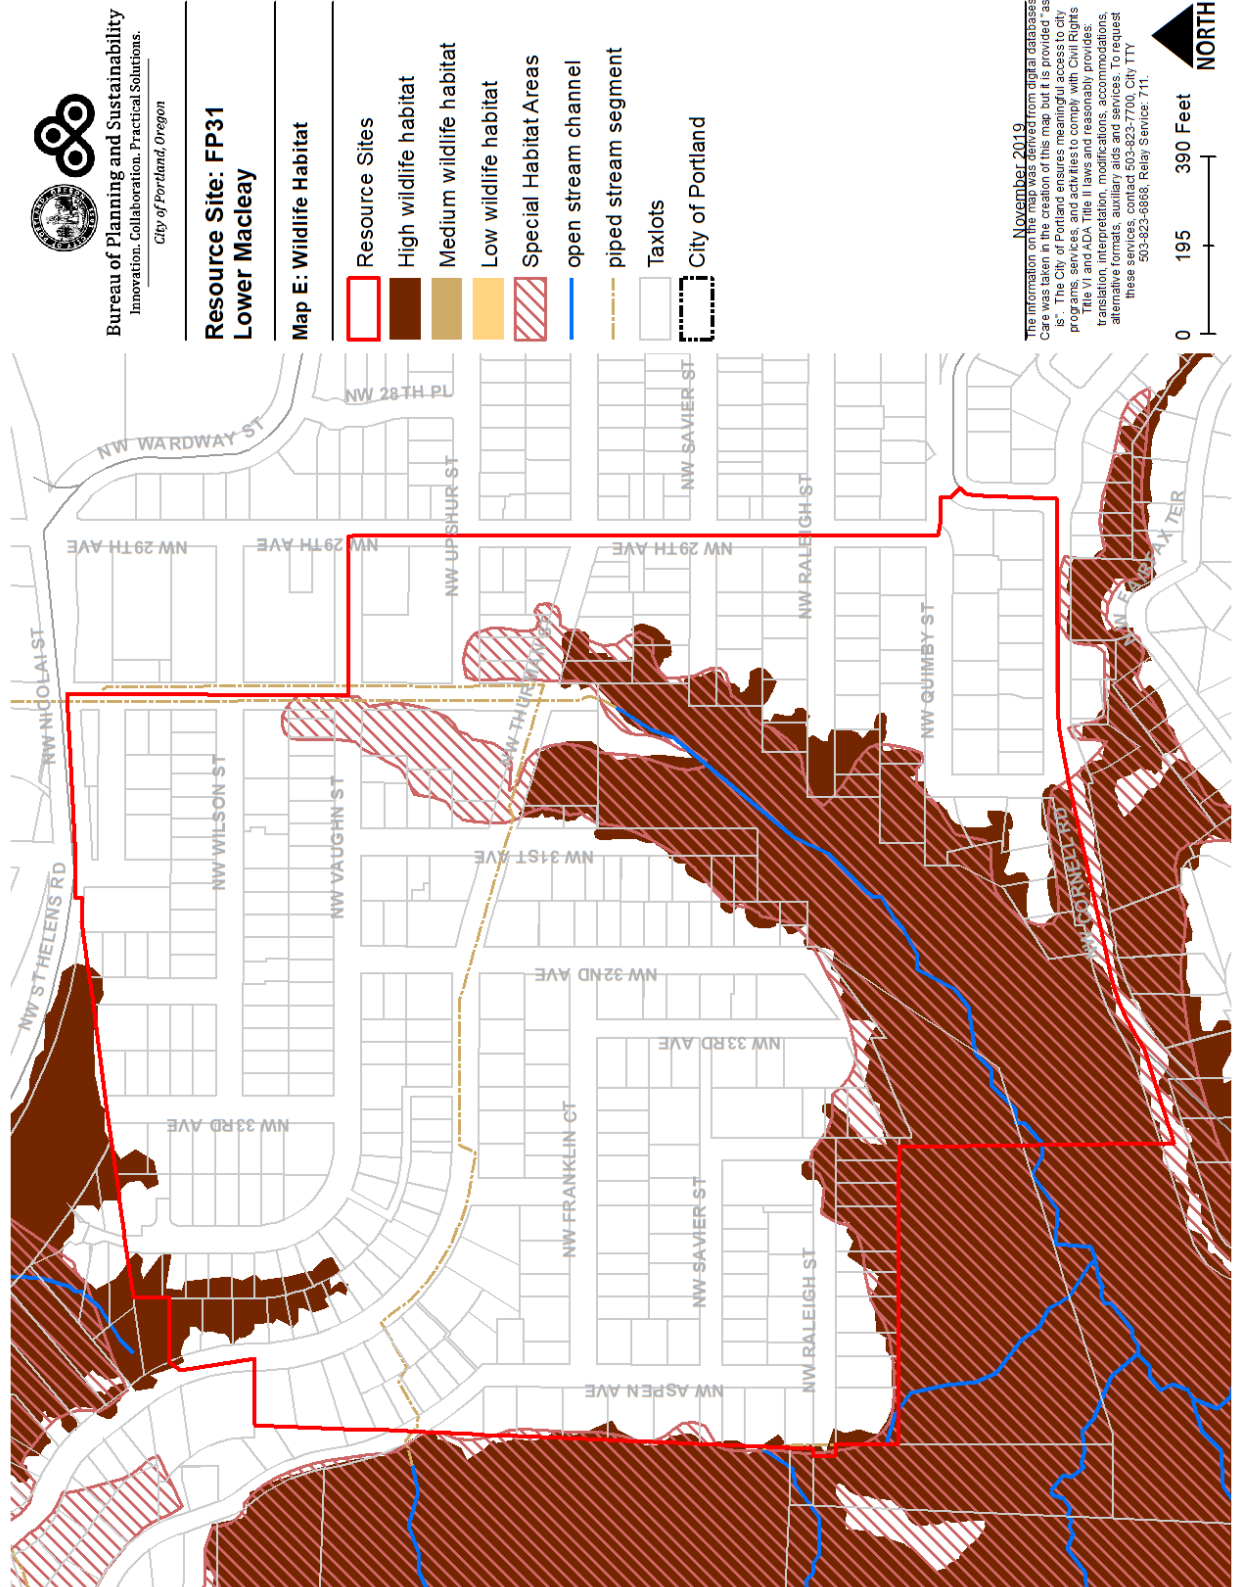 Bureau of Planning and Sustainability
Innovation. Collaboration. Practical Solutions.
City of Portland, Oregon
Resource Site: FP31
Lower Macleay
Map E: Wildlife Habitat
Resource Sites
High wildlife habitat
Medium wildlife habitat
Low wildlife habitat
Special Habitat Areas
open stream channel
piped stream segment
Taxlots
City of Portland
November 2019
The information on the map was derived from digital databases
Care was taken in the creation of this map but it is provided "as
is". The City of Portland ensures meaningful access to city
programs, services, and activities to comply with Civil Rights
Title VI and ADA Title II laws and reasonably provides:
translation, interpretation, modifications, accommodations,
alternative formats, auxiliary aids and services. To request
these services, contact 503-823-7700, City TTY
503-823-6868, Relay Service: 711.
0 195 390 Feet
NORTH
NW WARDWAY ST
NW 28TH PL
NW UPSHUR ST
NW SAVIER ST
NW RALEIGH ST
NW 29TH AVE
NW 29TH AVE
NW 29TH AVE
NW 29TH AVE
NW NICOLAI ST
NW THURMAN ST
NW QUIMBY ST
NW FAIRFAX TER
NW WILSON ST
NW VAUGHN ST
NW 31ST AVE
NW CORNELL RD
NW ST HELENS RD
NW 32ND AVE
NW 33RD AVE
NW 33RD AVE
NW FRANKLIN CT
NW SAVIER ST
NW RALEIGH ST
NW ASPEN AVE